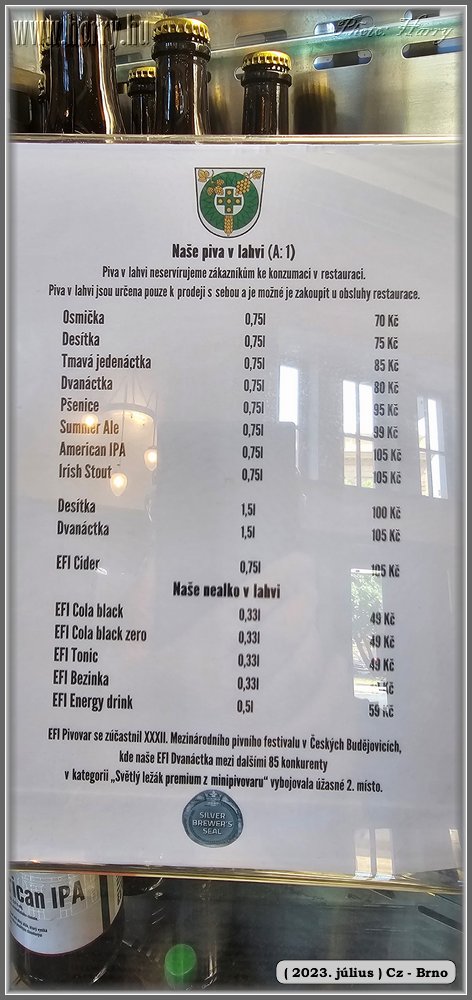 www.harry.hu
Photo: Harry
Naše piva v lahvi (A: 1)
Piva v lahvi neservírujeme zákazníkům ke konzumaci v restauraci.
Piva v lahvi jsou určena pouze k prodeji s sebou a je možné je zakoupit u obsluhy restaurace.
Osmička 0,75l 70 Kč
Desítka 0,75l 75 Kč
Tmavá jedenáctka 0,75l 85 Kč
Dvanáctka 0,75l 80 Kč
Pšenice 0,75l 95 Kč
Summer Ale 0,75l 99 Kč
American IPA 0,75l 105 Kč
Irish Stout 0,75l 105 Kč
Desítka 1,5l 100 Kč
Dvanáctka 1,5l 105 Kč
EFI Cider 0,75l 105 Kč
Naše nealko v lahvi
EFI Cola black 0,33l 49 Kč
EFI Cola black zero 0,33l 49 Kč
EFI Tonic 0,33l 49 Kč
EFI Bezinka 0,33l Kč
EFI Energy drink 0,5l 59 Kč
EFI Pivovar se zúčastnil XXXII. Mezinárodního pivního festivalu v Českých Budějovicích,
kde naše EFI Dvanáctka mezi dalšími 85 konkurenty
v kategorii „Světlý ležák premium z minipivovaru“ vybojovala úžasné 2. místo.
SILVER
BREWER'S
SEAL
ican IPA
( 2023. július ) Cz - Brno